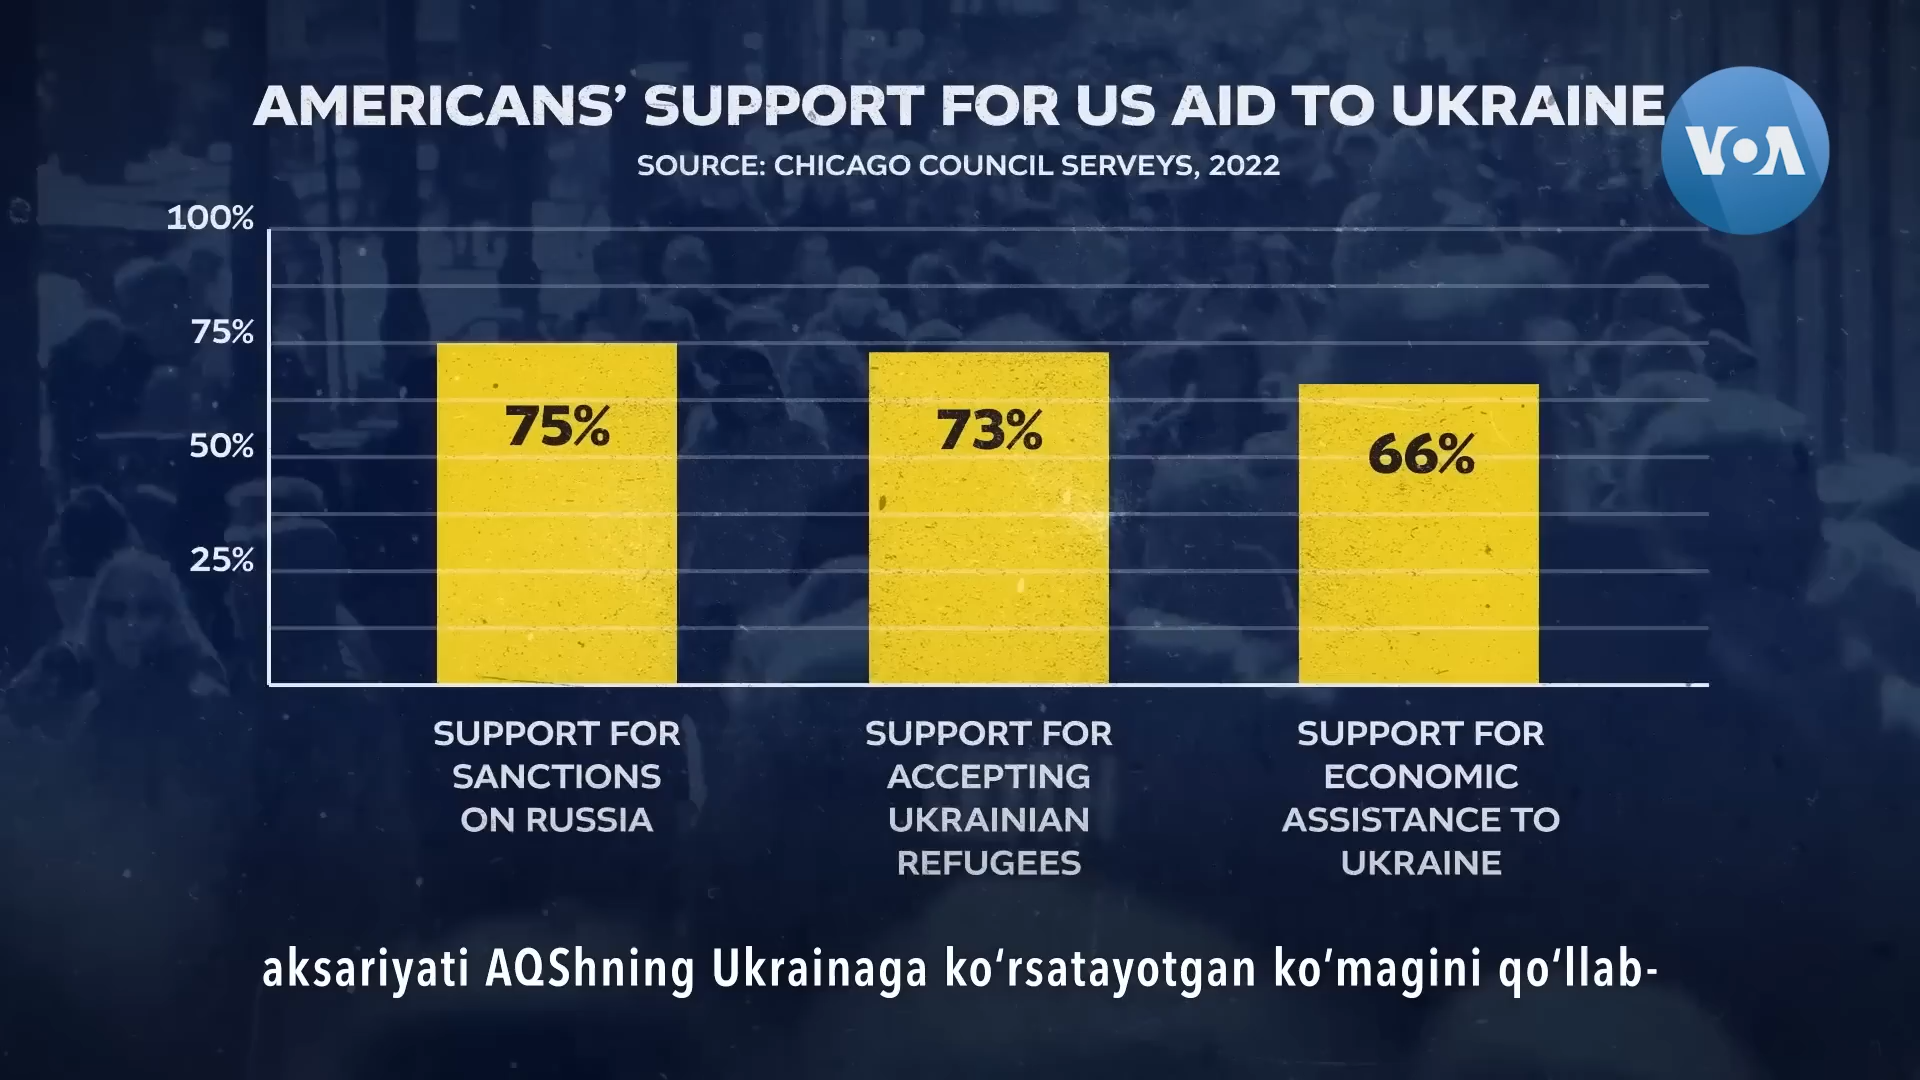 AMERICANS’ SUPPORT FOR US AID TO UKRAINE
VOA
SOURCE: CHICAGO COUNCIL SERVEYS, 2022
100%
75%
50%
25%
75%
73%
66%
SUPPORT FOR
SANCTIONS
ON RUSSIA
SUPPORT FOR
ACCEPTING
UKRAINIAN
REFUGEES
SUPPORT FOR
ECONOMIC
ASSISTANCE TO
UKRAINE
aksariyati AQShning Ukrainaga ko‘rsatayotgan ko‘magini qo‘llab-